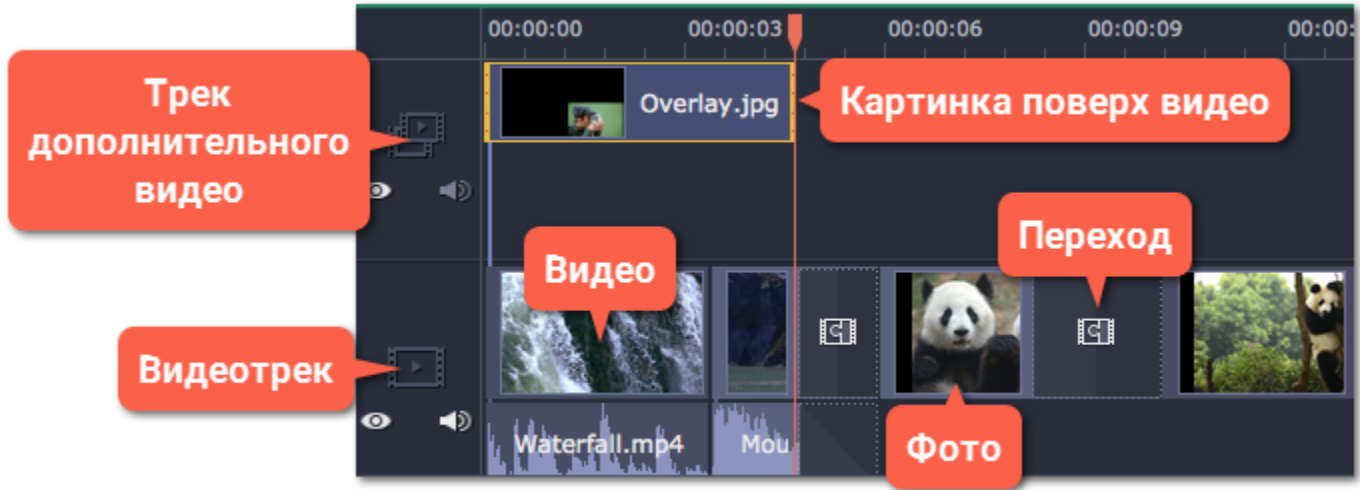 00:00:00 00:00:03 00:00:06 00:00:09 00:00:
Трек
дополнительного
видео
Overlay.jpg
Картинка поверх видео
Переход
Видео
Видеотрек
Waterfall.mp4
Mou
Фото